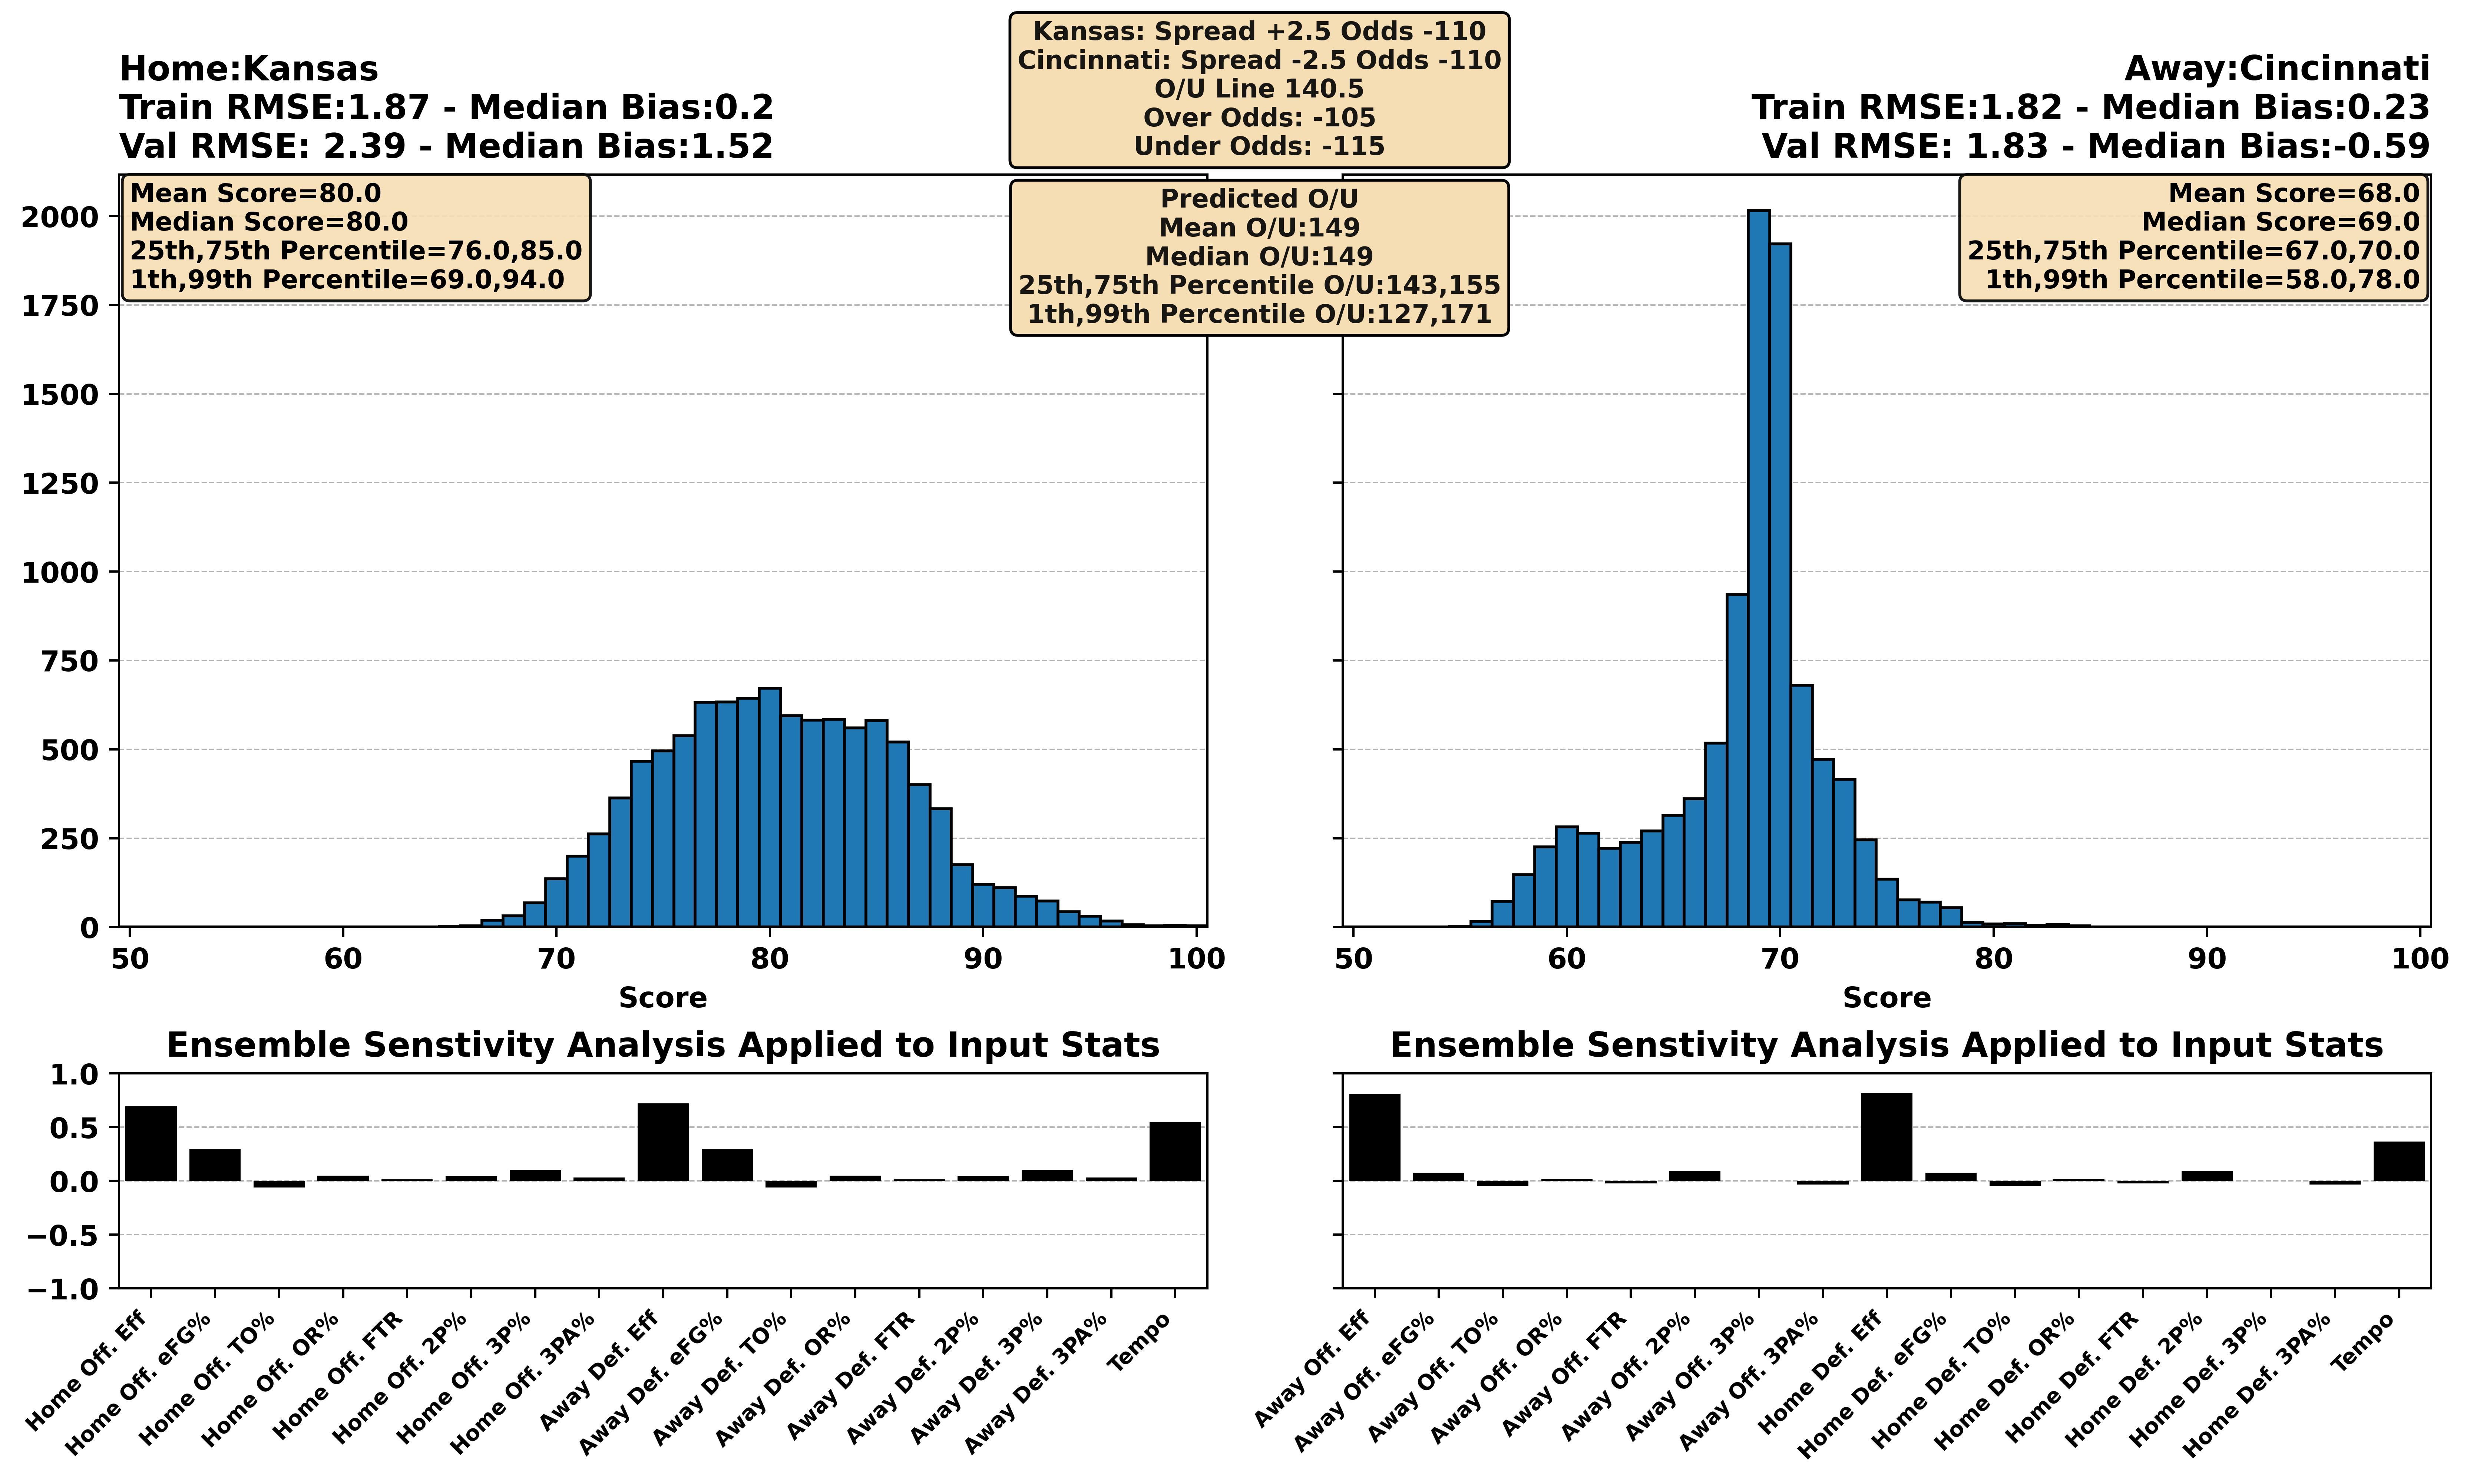 Kansas: Spread +2.5 Odds -110
Cincinnati: Spread -2.5 Odds -110
O/U Line 140.5
Over Odds: -105
Under Odds: -115
Home:Kansas
Train RMSE:1.87 - Median Bias:0.2
Val RMSE: 2.39 - Median Bias:1.52
Away:Cincinnati
Train RMSE:1.82 - Median Bias:0.23
Val RMSE: 1.83 - Median Bias:-0.59
Mean Score=80.0
Median Score=80.0
25th,75th Percentile=76.0,85.0
1th,99th Percentile=69.0,94.0
Predicted O/U
Mean O/U:149
Median O/U:149
25th,75th Percentile O/U:143,155
1th,99th Percentile O/U:127,171
Mean Score=68.0
Median Score=69.0
25th,75th Percentile=67.0,70.0
1th,99th Percentile=58.0,78.0
2000
1750
1500
1250
1000
750
500
250
0
50 60 70 80 90 100
Score
50 60 70 80 90 100
Score
Ensemble Senstivity Analysis Applied to Input Stats
1.0
0.5
0.0
−0.5
−1.0
Home Off. Eff
Home Off. eFG%
Home Off. TO%
Home Off. OR%
Home Off. FTR
Home Off. 2P%
Home Off. 3P%
Home Off. 3PA%
Away Def. Eff
Away Def. eFG%
Away Def. TO%
Away Def. OR%
Away Def. FTR
Away Def. 2P%
Away Def. 3P%
Away Def. 3PA%
Tempo
Ensemble Senstivity Analysis Applied to Input Stats
Away Off. Eff
Away Off. eFG%
Away Off. TO%
Away Off. OR%
Away Off. FTR
Away Off. 2P%
Away Off. 3P%
Away Off. 3PA%
Home Def. Eff
Home Def. eFG%
Home Def. TO%
Home Def. OR%
Home Def. FTR
Home Def. 2P%
Home Def. 3P%
Home Def. 3PA%
Tempo